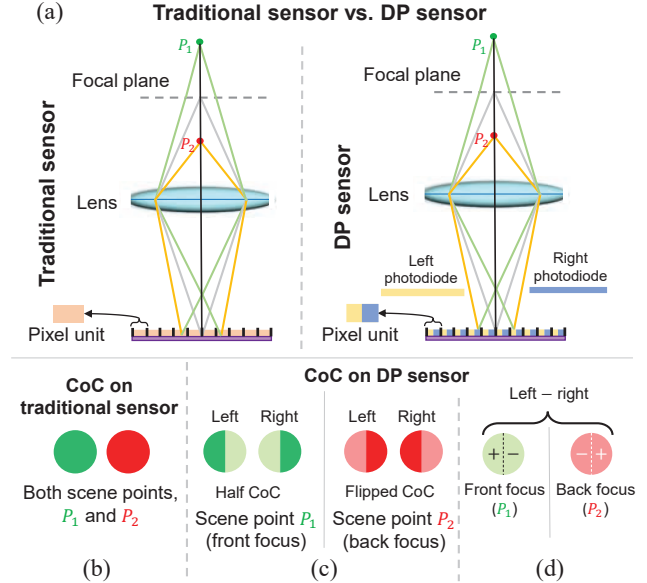 (a)
Traditional sensor vs. DP sensor
P1
Focal plane
P2
Lens
Traditional sensor
Pixel unit
P1
Focal plane
P2
Lens
DP sensor
Left
photodiode
Right
photodiode
Pixel unit
CoC on
traditional sensor
Both scene points,
P1 and P2
(b)
CoC on DP sensor
Left Right
Half CoC
Scene point P1
(front focus)
Left Right
Flipped CoC
Scene point P2
(back focus)
(c)
Left − right
+ −
Front focus
(P1)
− +
Back focus
(P2)
(d)